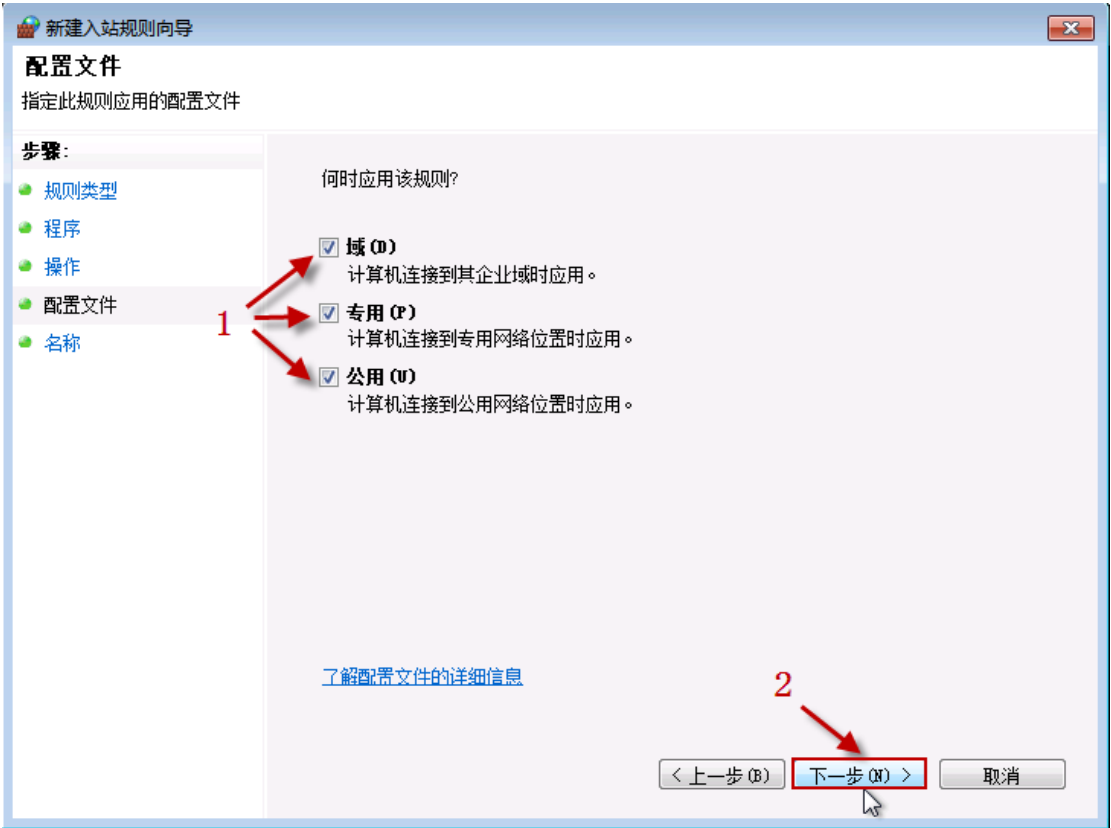 新建入站规则向导
配置文件
指定此规则应用的配置文件
步骤:
规则类型
程序
操作
配置文件
名称
何时应用该规则?
域(D)
计算机连接到其企业域时应用。
专用(P)
计算机连接到专用网络位置时应用。
公用(U)
计算机连接到公用网络位置时应用。
1
了解配置文件的详细信息
2
< 上一步(B)
下一步(N) >
取消